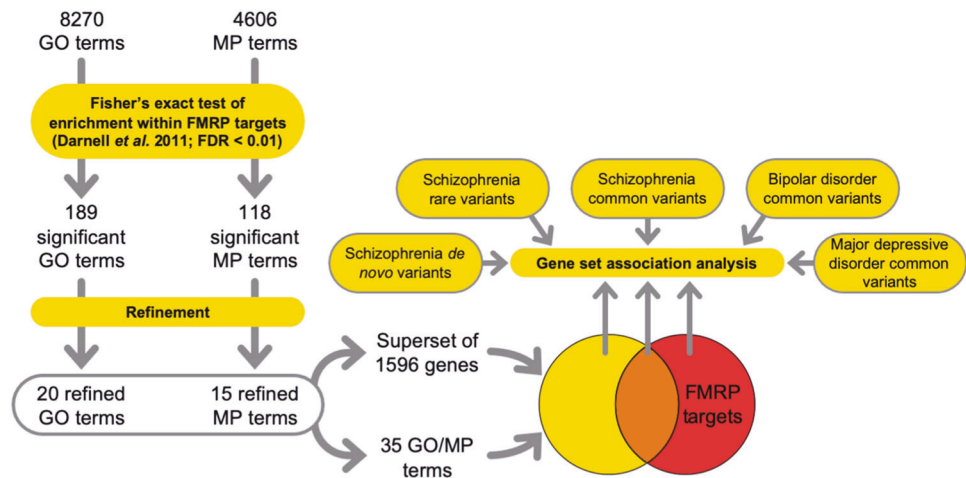 8270
GO terms
4606
MP terms
Fisher's exact test of
enrichment within FMRP targets
(Darnell et al. 2011; FDR < 0.01)
189
significant
GO terms
118
significant
MP terms
Refinement
20 refined
GO terms
15 refined
MP terms
Superset of
1596 genes
35 GO/MP
terms
Schizophrenia
rare variants
Schizophrenia
common variants
Bipolar disorder
common variants
Schizophrenia de
novo variants
Gene set association analysis
Major depressive
disorder common
variants
FMRP
targets